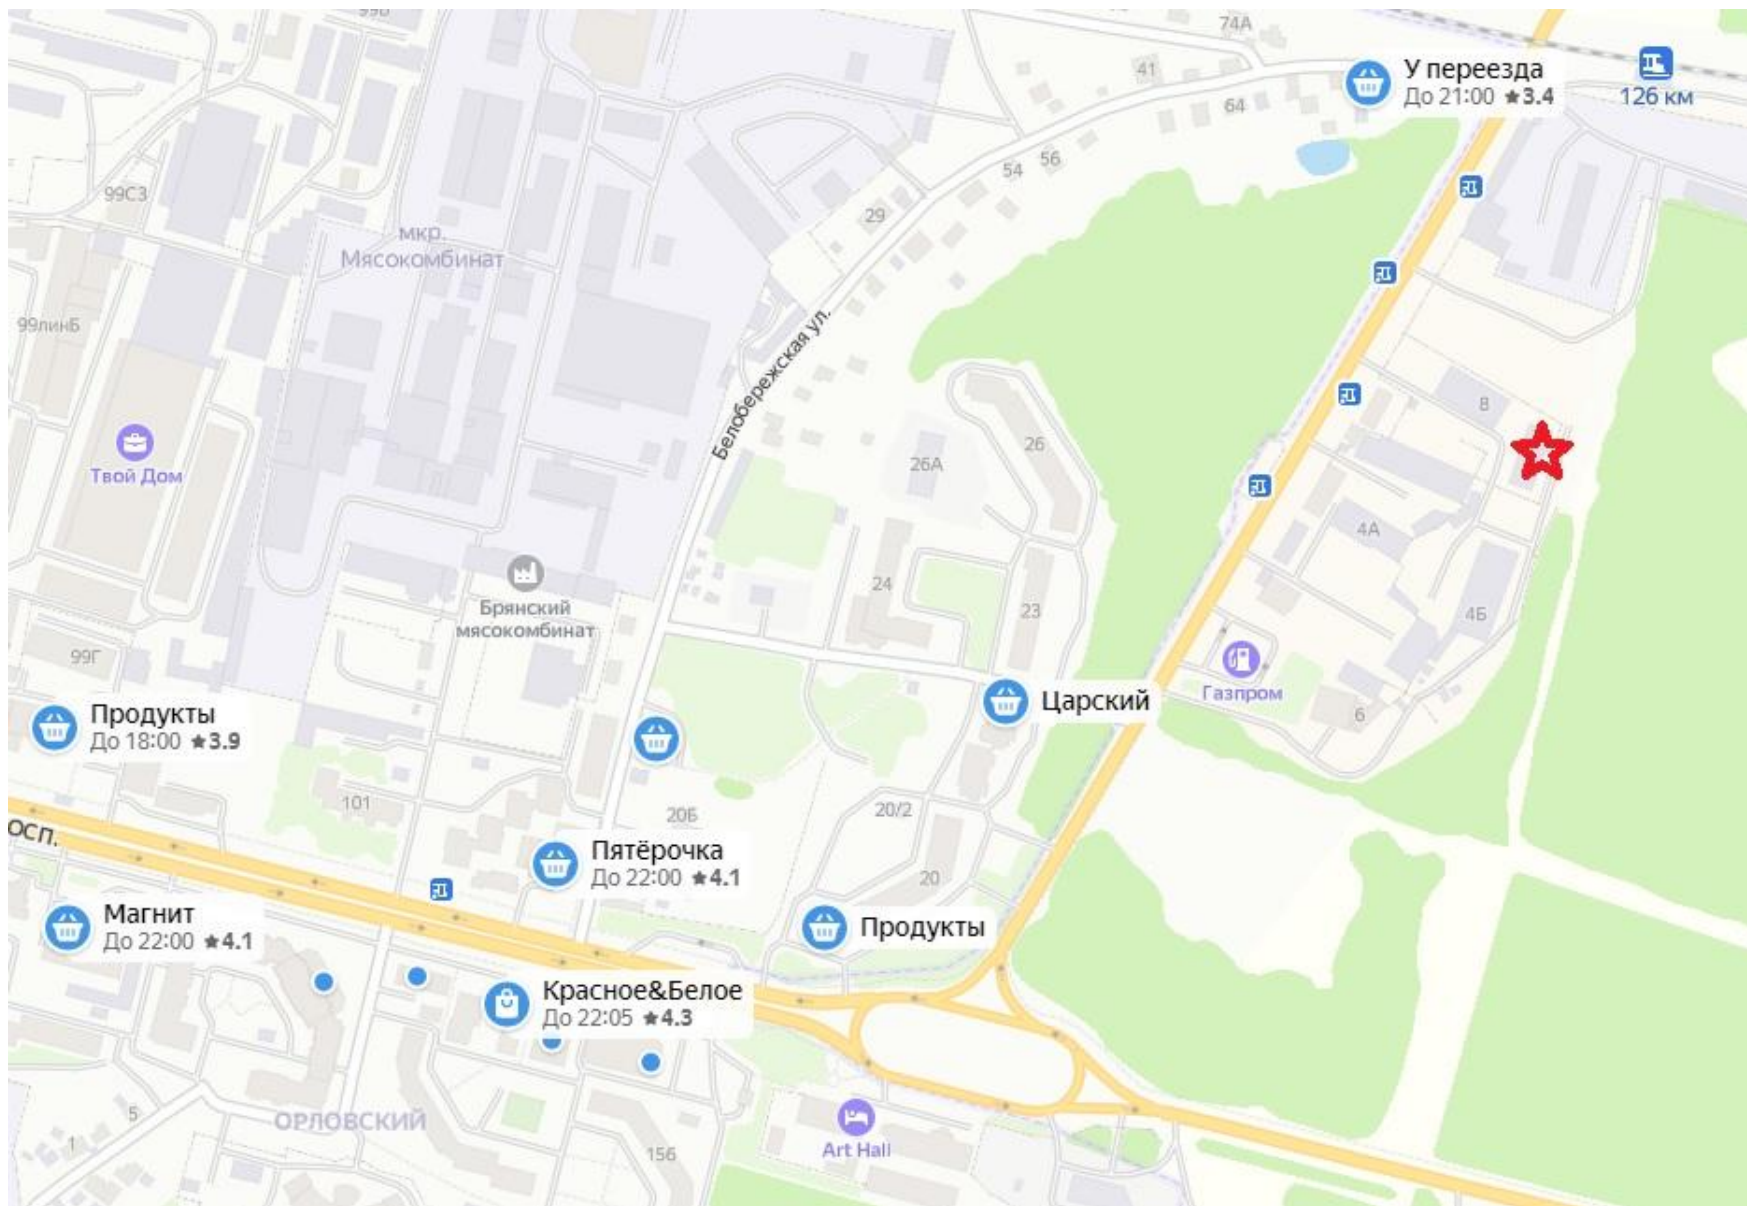 99В
74А
41
У переезда
До 21:00 ★3.4
126 км
64
56
54
99С3
29
мкр.
Мясокомбинат
99линБ
Белобережская ул.
8
26
26А
Твой Дом
4А
24
Брянский
мясокомбинат
23
4Б
99Г
Газпром
Царский
6
Продукты
До 18:00 ★3.9
101
20Б
20/2
ОСП.
Пятёрочка
До 22:00 ★4.1
20
Магнит
До 22:00 ★4.1
Продукты
Красное&Белое
До 22:05 ★4.3
5
ОРЛОВСКИЙ
1
156
Art Hall